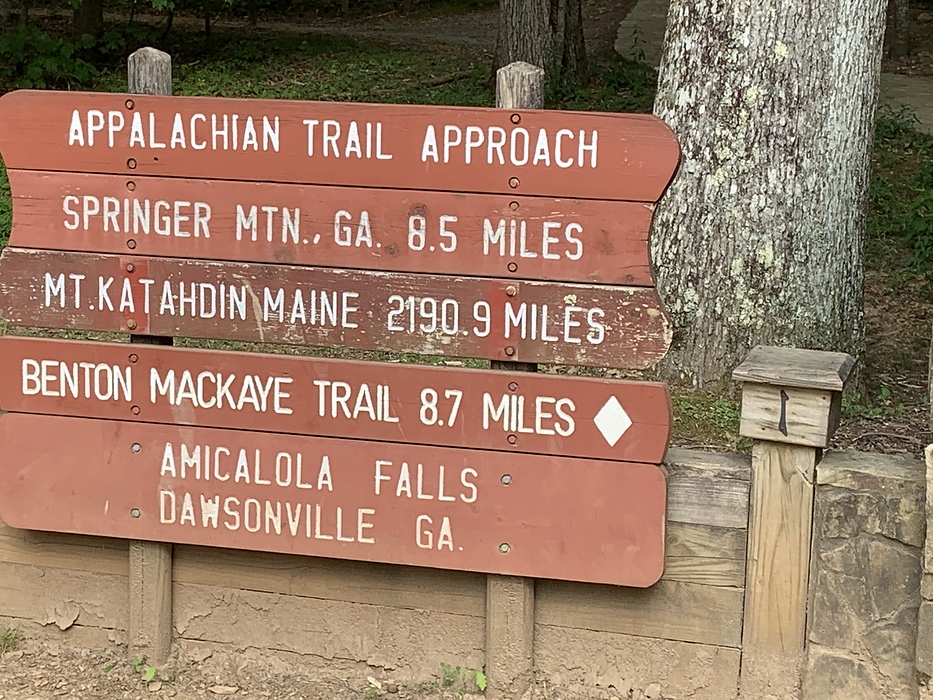 APPALACHIAN TRAIL APPROACH
SPRINGER MTN., GA. 8.5 MILES
MT. KATAHDIN MAINE 2190.9 MILES
BENTON MACKAYE TRAIL 8.7 MILES
AMICALOLA FALLS
DAWSONVILLE GA.
1